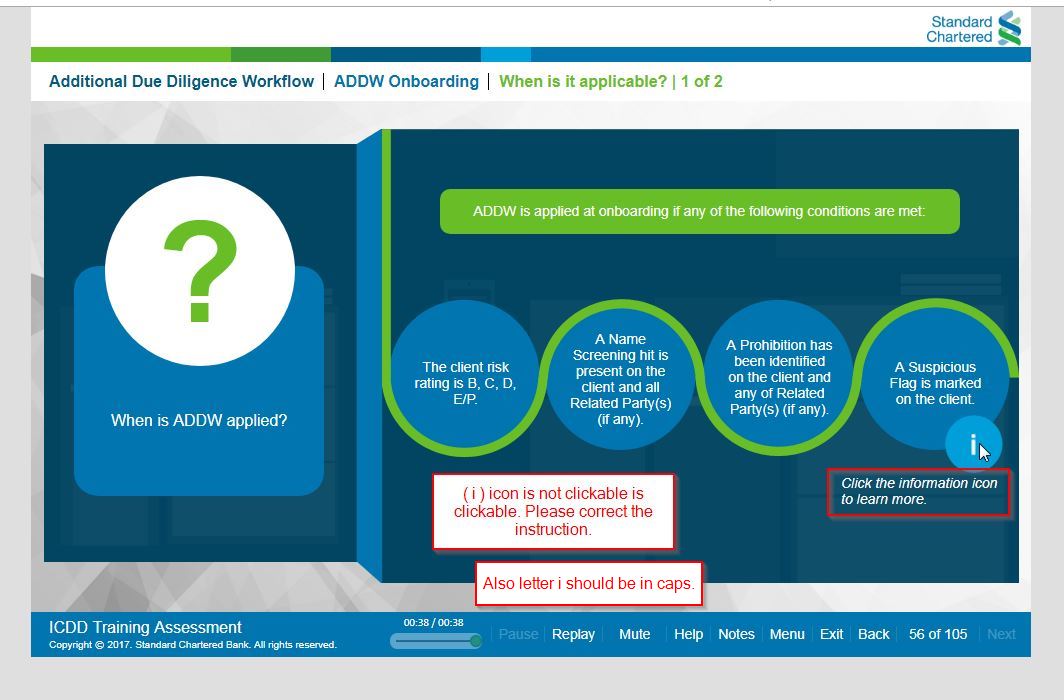 Standard
Chartered
Additional Due Diligence Workflow | ADDW Onboarding | When is it applicable? | 1 of 2
?
When is ADDW applied?
ADDW is applied at onboarding if any of the following conditions are met:
The client risk
rating is B, C, D,
E/P.
A Name
Screening hit is
present on the
client and all
Related Party(s)
(if any).
A Prohibition has
been identified
on the client and
any of Related
Party(s) (if any).
A Suspicious
Flag is marked
on the client.
i
Click the information icon
to learn more.
( i ) icon is not clickable is
clickable. Please correct the
instruction.
Also letter i should be in caps.
ICDD Training Assessment
Copyright © 2017. Standard Chartered Bank. All rights reserved.
00:38 / 00:38
Pause Replay Mute Help Notes Menu Exit Back 56 of 105 Next